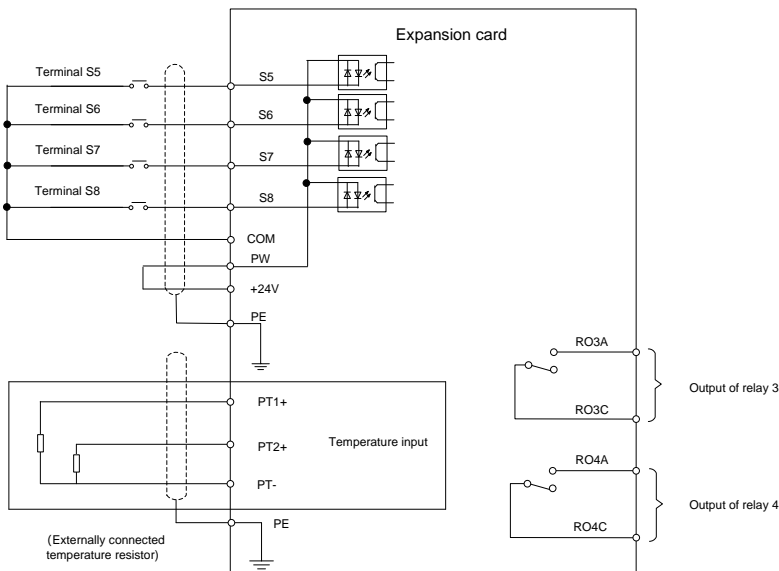 Expansion card
Terminal S5
S5
Terminal S6
S6
Terminal S7
S7
Terminal S8
S8
COM
PW
+24V
PE
RO3A
RO3C
Output of relay 3
PT1+
PT2+
Temperature input
PT-
RO4A
RO4C
Output of relay 4
PE
(Externally connected
temperature resistor)